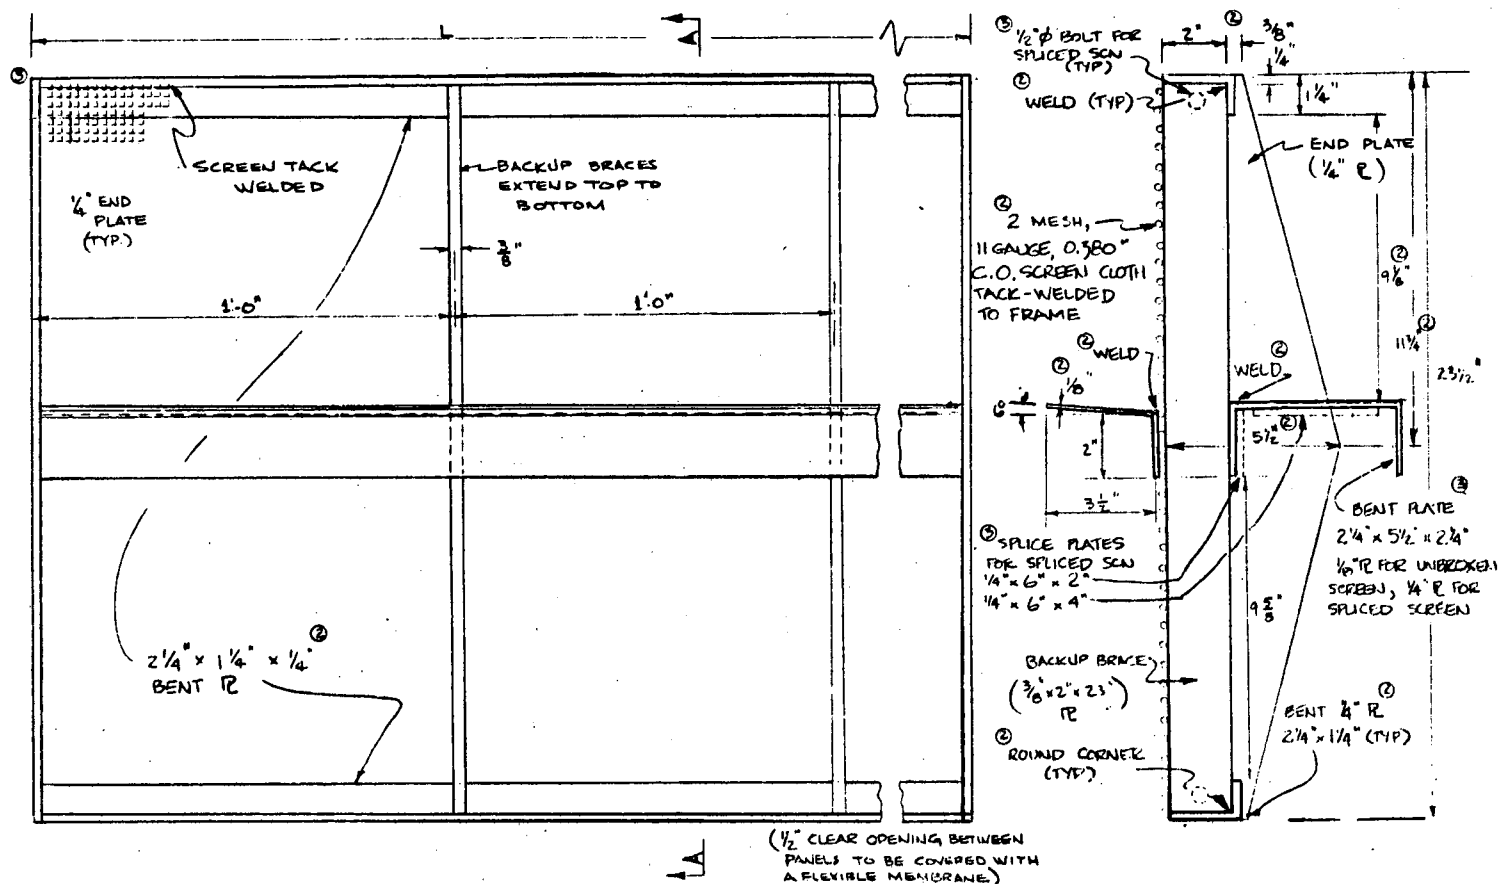 L
A
③
SCREEN TACK
WELDED
1/4" END
PLATE
(TYP.)
BACKUP BRACES
EXTEND TOP TO
BOTTOM
3/8"
1'-0"
1'-0"
2 1/4" x 1 1/4" x 1/4" ②
BENT PL
A
(1/2" CLEAR OPENING BETWEEN
PANELS TO BE COVERED WITH
A FLEXIBLE MEMBRANE)
③ 1/2" φ BOLT FOR
SPLICED SCN
(TYP)
② WELD (TYP)
2"
②
3/8"
1/4"
1 1/4"
END PLATE
(1/4" PL)
②
2 MESH,
11 GAUGE, 0.380"
C.O. SCREEN CLOTH
TACK-WELDED
TO FRAME
②
9 1/8"
11 3/4" ②
23 1/2"
② WELD
②
1/8"
WELD ②
2"
5 1/2" ②
3 1/2"
③ SPLICE PLATES
FOR SPLICED SCN
1/4" x 6" x 2"
1/4" x 6" x 4"
③
BENT PLATE
2 1/4" x 5 1/2" x 2 1/4"
1/8" PL FOR UNBROKEN
SCREEN, 1/4" PL FOR
SPLICED SCREEN
9 5/8"
BACKUP BRACE
(3/8" x 2" x 23")
PL
② ROUND CORNER
(TYP)
BENT 1/4" PL ②
2 1/4" x 1 1/4" (TYP)